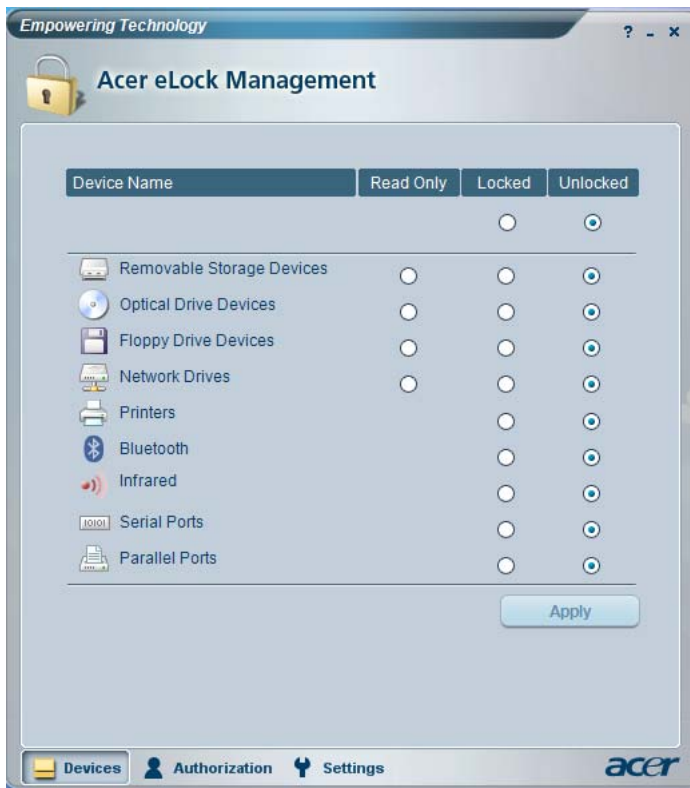 Empowering Technology
? - x
Acer eLock Management
Device Name Read Only Locked Unlocked
Removable Storage Devices
Optical Drive Devices
Floppy Drive Devices
Network Drives
Printers
Bluetooth
Infrared
10101 Serial Ports
Parallel Ports
Apply
Devices Authorization Settings acer